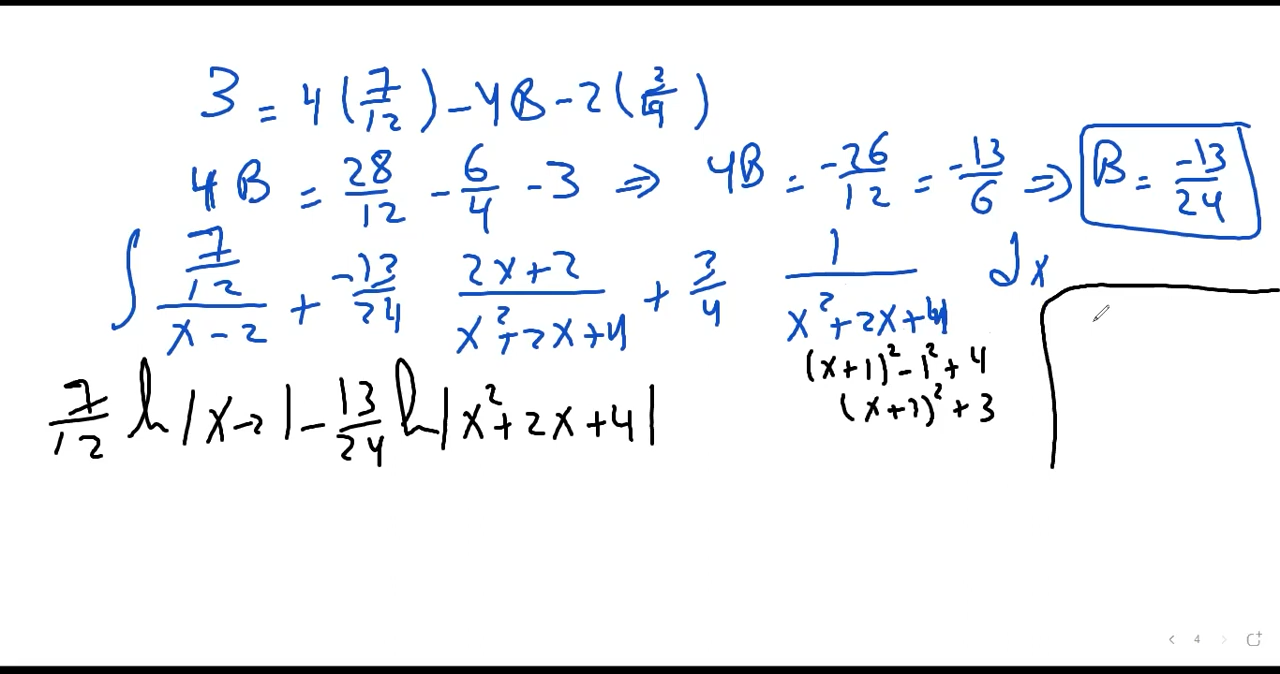 3 = 4(7/12) - 4B - 2(3/4)
4B = 28/12 - 6/4 - 3 ⇒ 4B = -26/12 = -13/6 ⇒ B = -13/24
∫ (7/12)/(x-2) + -13/24 (2x+2)/(x²+2x+4) + 3/4 1/(x²+2x+4) dx
(x+1)² - 1² + 4
7/12 ln|x-2| - 13/24 ln|x²+2x+4|
(x+1)² + 3
4